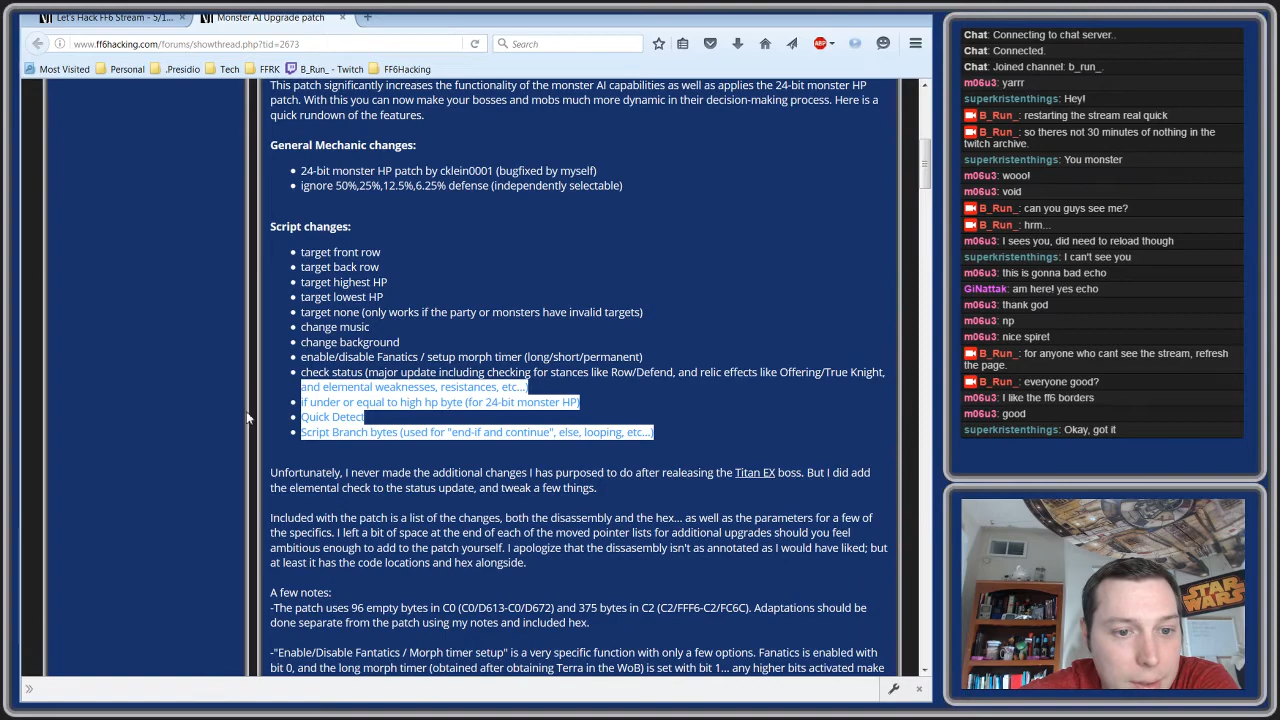 Let's Hack FF6 Stream - 5/1...
Monster AI Upgrade patch
www.ff6hacking.com/forums/showthread.php?tid=2673
Search
ABP
Most Visited
Personal
.Presidio
Tech
FFRK
B_Run_ - Twitch
FF6Hacking
This patch significantly increases the functionality of the monster AI capabilities as well as applies the 24-bit monster HP
patch. With this you can now make your bosses and mobs much more dynamic in their decision-making process. Here is a
quick rundown of the features.
General Mechanic changes:
24-bit monster HP patch by cklein0001 (bugfixed by myself)
ignore 50%,25%,12.5%,6.25% defense (independently selectable)
Script changes:
target front row
target back row
target highest HP
target lowest HP
target none (only works if the party or monsters have invalid targets)
change music
change background
enable/disable Fanatics / setup morph timer (long/short/permanent)
check status (major update including checking for stances like Row/Defend, and relic effects like Offering/True Knight,
and elemental weaknesses, resistances, etc...)
if under or equal to high hp byte (for 24-bit monster HP)
Quick Detect
Script Branch bytes (used for "end-if and continue", else, looping, etc...)
Unfortunately, I never made the additional changes I has purposed to do after realeasing the Titan EX boss. But I did add
the elemental check to the status update, and tweak a few things.
Included with the patch is a list of the changes, both the disassembly and the hex... as well as the parameters for a few of
the specifics. I left a bit of space at the end of each of the moved pointer lists for additional upgrades should you feel
ambitious enough to add to the patch yourself. I apologize that the dissasembly isn't as annotated as I would have liked; but
at least it has the code locations and hex alongside.
A few notes:
-The patch uses 96 empty bytes in C0 (C0/D613-C0/D672) and 375 bytes in C2 (C2/FFF6-C2/FC6C). Adaptations should be
done separate from the patch using my notes and included hex.
-"Enable/Disable Fantatics / Morph timer setup" is a very specific function with only a few options. Fanatics is enabled with
bit 0, and the long morph timer (obtained after obtaining Terra in the WoB) is set with bit 1... any higher bits activated make
Chat: Connecting to chat server..
Chat: Connected.
Chat: Joined channel: b_run_.
m06u3: yarrr
superkristenthings: Hey!
B_Run_: restarting the stream real quick
B_Run_: so theres not 30 minutes of nothing in the
twitch archive.
superkristenthings: You monster
m06u3: wooo!
m06u3: void
B_Run_: can you guys see me?
B_Run_: hrm...
m06u3: I sees you, did need to reload though
superkristenthings: I can't see you
m06u3: this is gonna bad echo
GiNattak: am here! yes echo
m06u3: thank god
m06u3: np
m06u3: nice spiret
B_Run_: for anyone who cant see the stream, refresh
the page.
B_Run_: everyone good?
m06u3: I like the ff6 borders
m06u3: good
superkristenthings: Okay, got it
STAR
WARS